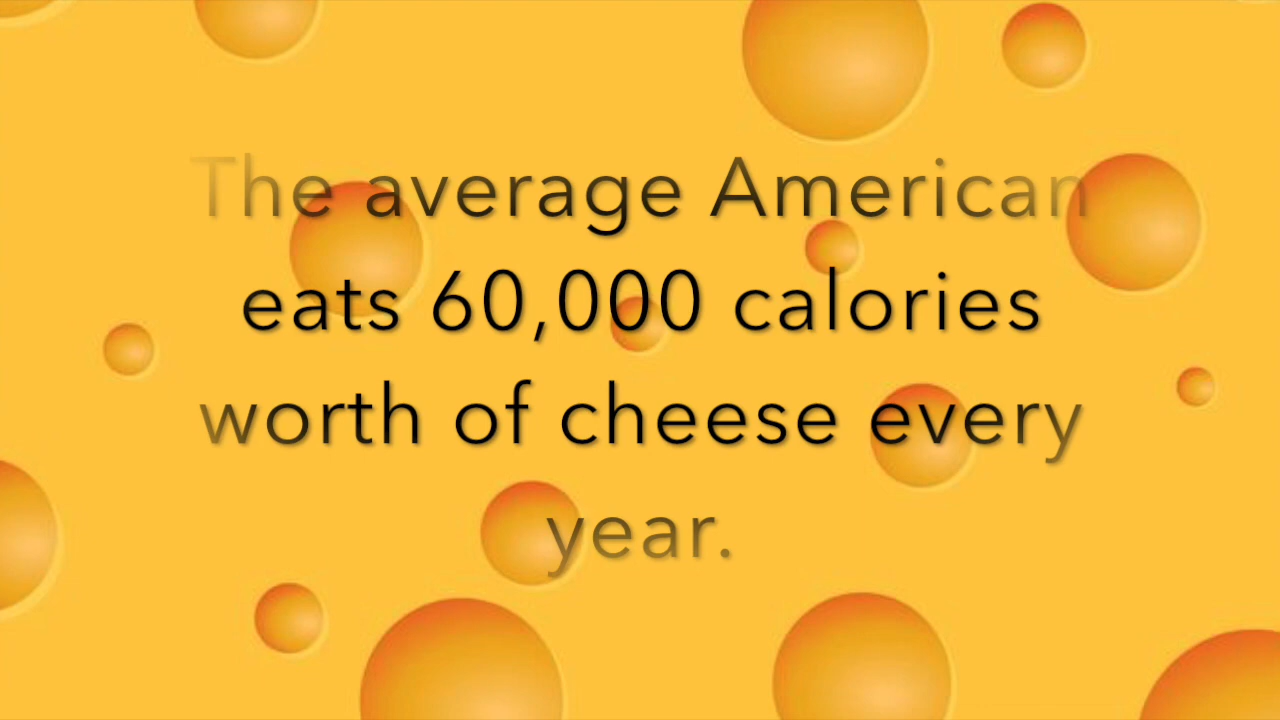 The average American
eats 60,000 calories
worth of cheese every
year.